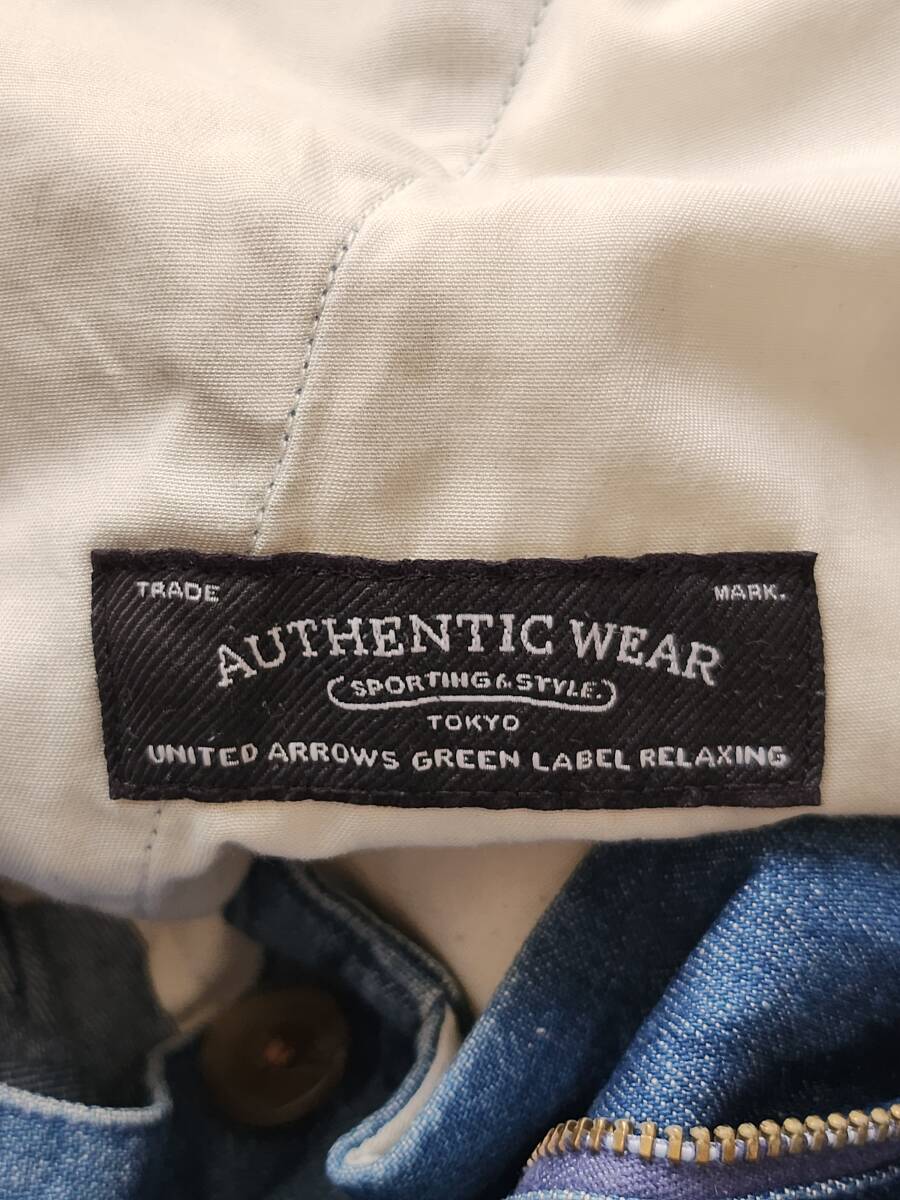 TRADE MARK.
AUTHENTIC WEAR
SPORTING & STYLE.
TOKYO
UNITED ARROWS GREEN LABEL RELAXING